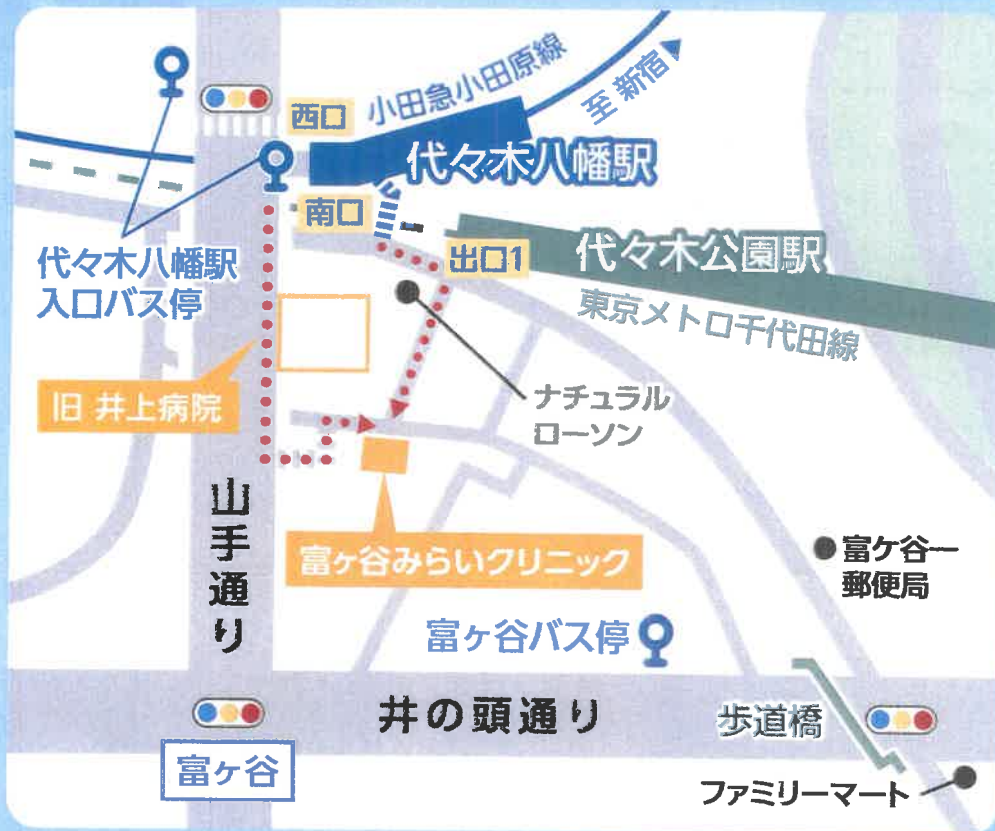 小田急小田原線
至 新宿
西口
代々木八幡駅
南口
出口1
代々木公園駅
東京メトロ千代田線
代々木八幡駅
入口バス停
旧 井上病院
ナチュラル
ローソン
山手通り
富ヶ谷みらいクリニック
富ケ谷一
郵便局
富ヶ谷バス停
井の頭通り
歩道橋
富ヶ谷
ファミリーマート